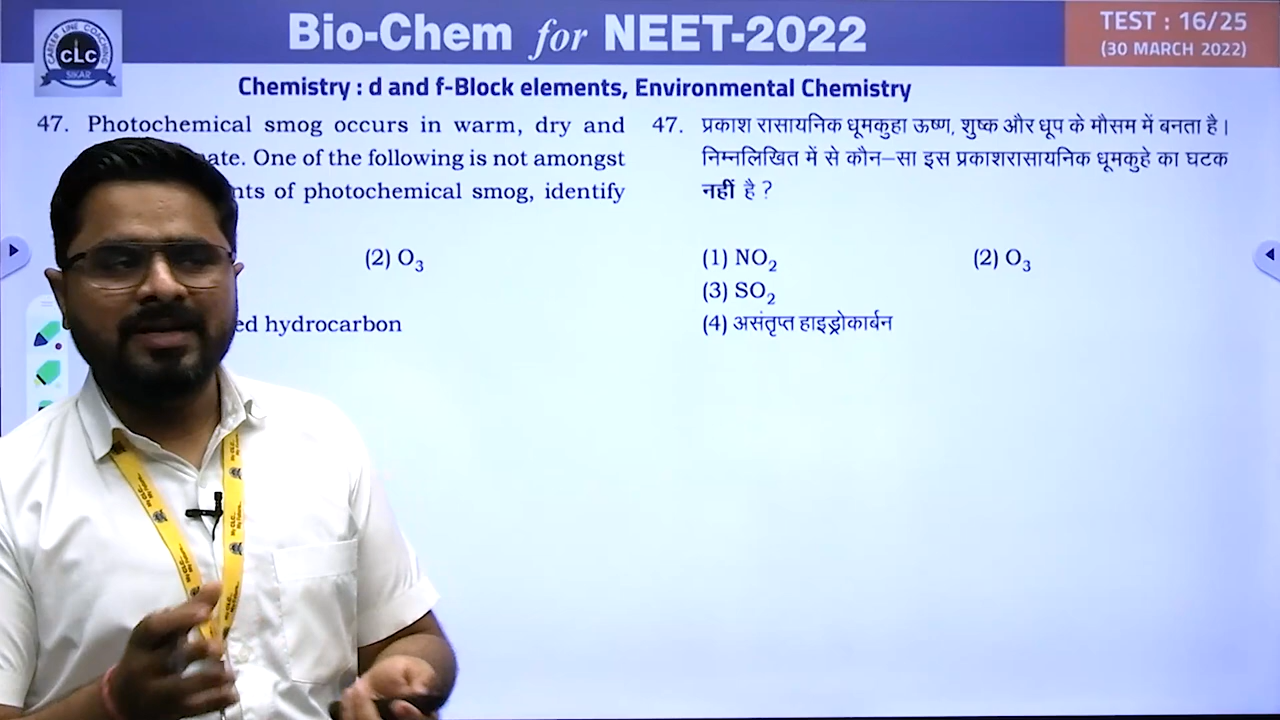 CAREER LINE COACHING
CLC
SIKAR
Bio-Chem for NEET-2022
TEST : 16/25
(30 MARCH 2022)
Chemistry : d and f-Block elements, Environmental Chemistry
47. Photochemical smog occurs in warm, dry and
ate. One of the following is not amongst
nts of photochemical smog, identify
(2) O₃
ed hydrocarbon
47. प्रकाश रासायनिक धूमकुहा ऊष्ण, शुष्क और धूप के मौसम में बनता है।
निम्नलिखित में से कौन–सा इस प्रकाशरासायनिक धूमकुहे का घटक
नहीं है ?
(1) NO₂ (2) O₃
(3) SO₂
(4) असंतृप्त हाइड्रोकार्बन